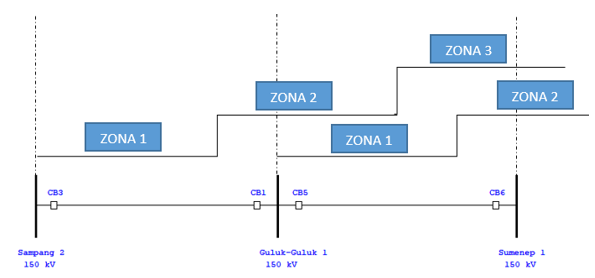 ZONA 3
ZONA 2
ZONA 2
ZONA 1
ZONA 1
CB3
CB1
CB5
CB6
Sampang 2
150 kV
Guluk-Guluk 1
150 kV
Sumenep 1
150 kV